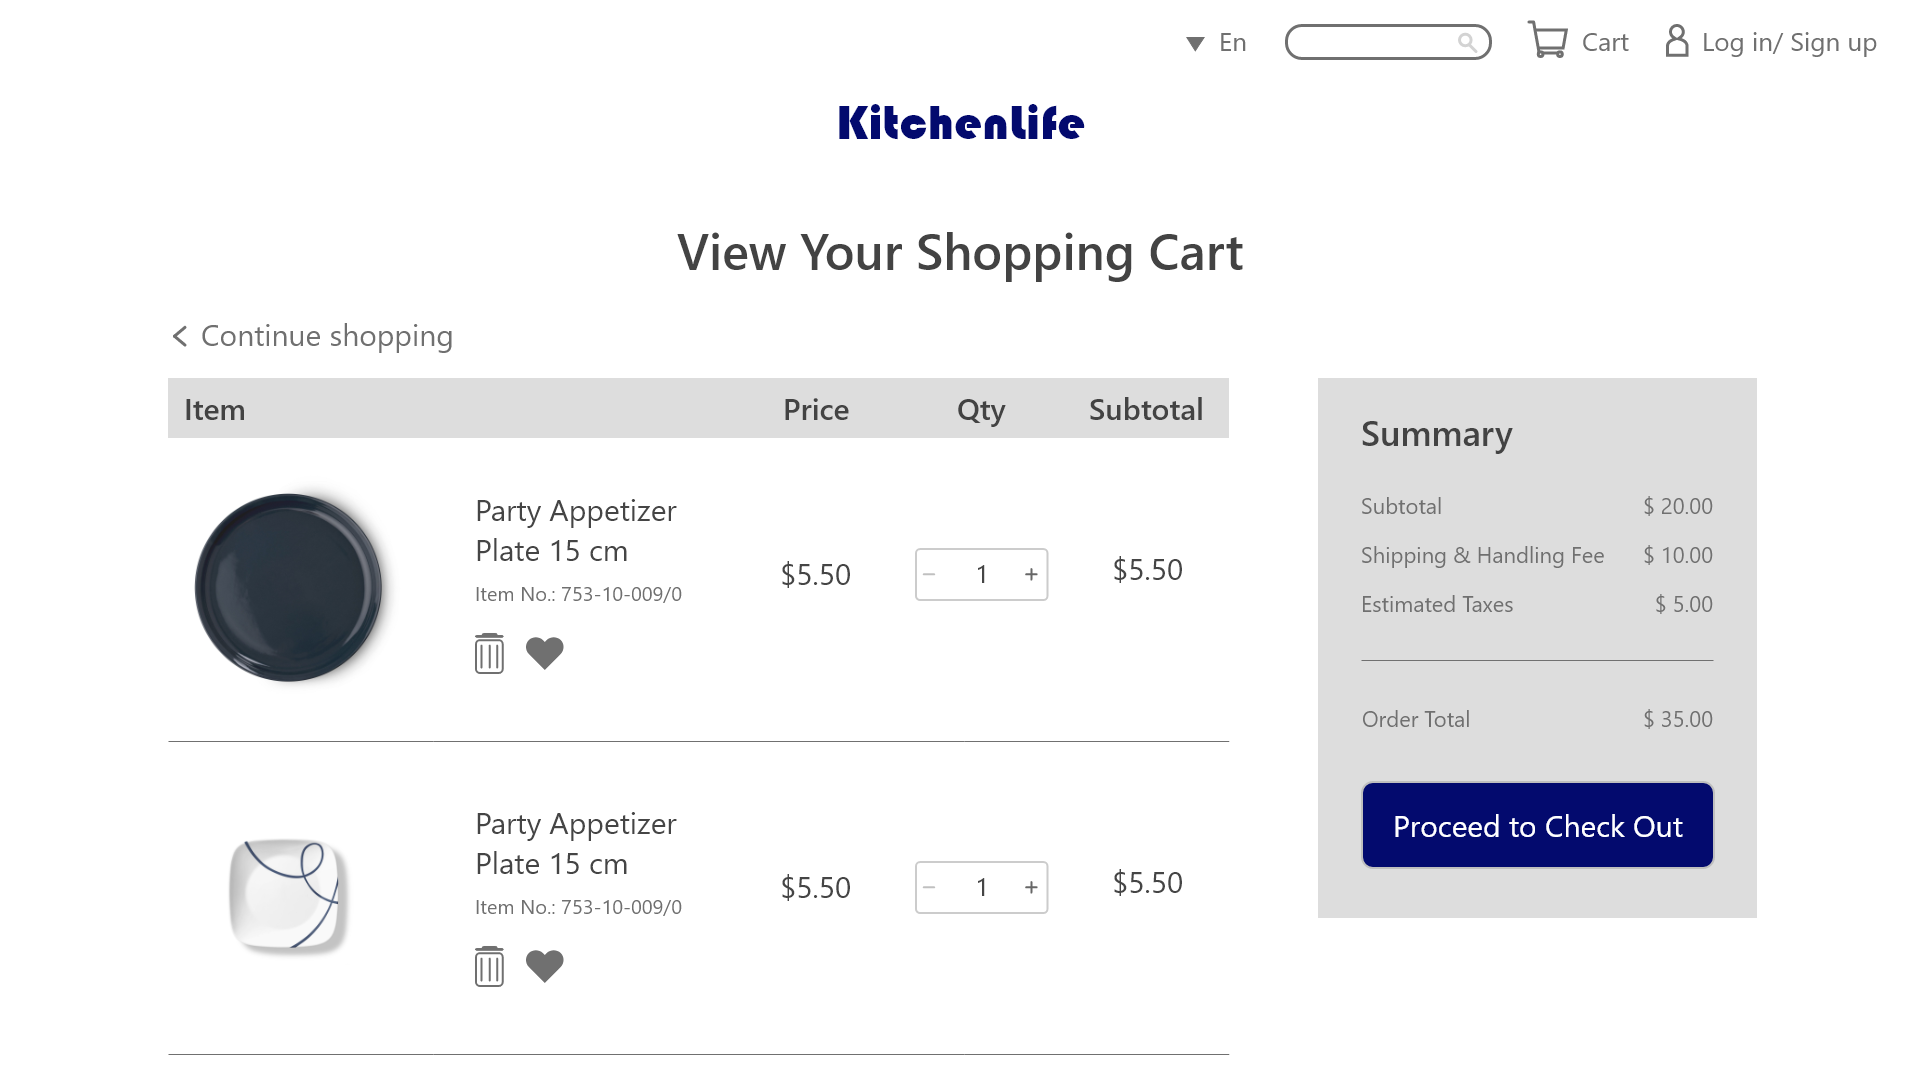 En
Cart
Log in/ Sign up
KitchenLife
View Your Shopping Cart
Continue shopping
Item Price Qty Subtotal
Party Appetizer
Plate 15 cm
Item No.: 753-10-009/0
$5.50 − 1 + $5.50
Party Appetizer
Plate 15 cm
Item No.: 753-10-009/0
$5.50 − 1 + $5.50
Summary
Subtotal $ 20.00
Shipping & Handling Fee $ 10.00
Estimated Taxes $ 5.00
Order Total $ 35.00
Proceed to Check Out